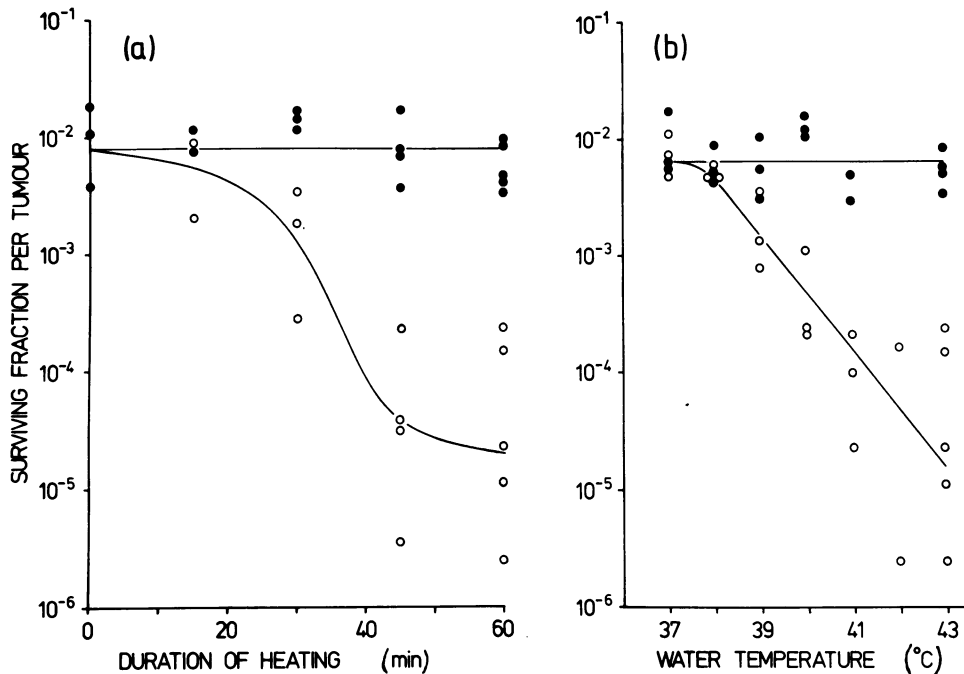 (a)
SURVIVING FRACTION PER TUMOUR
10⁻¹
10⁻²
10⁻³
10⁻⁴
10⁻⁵
10⁻⁶
0 20 40 60
DURATION OF HEATING (min)
(b)
10⁻¹
10⁻²
10⁻³
10⁻⁴
10⁻⁵
10⁻⁶
37 39 41 43
WATER TEMPERATURE (°C)